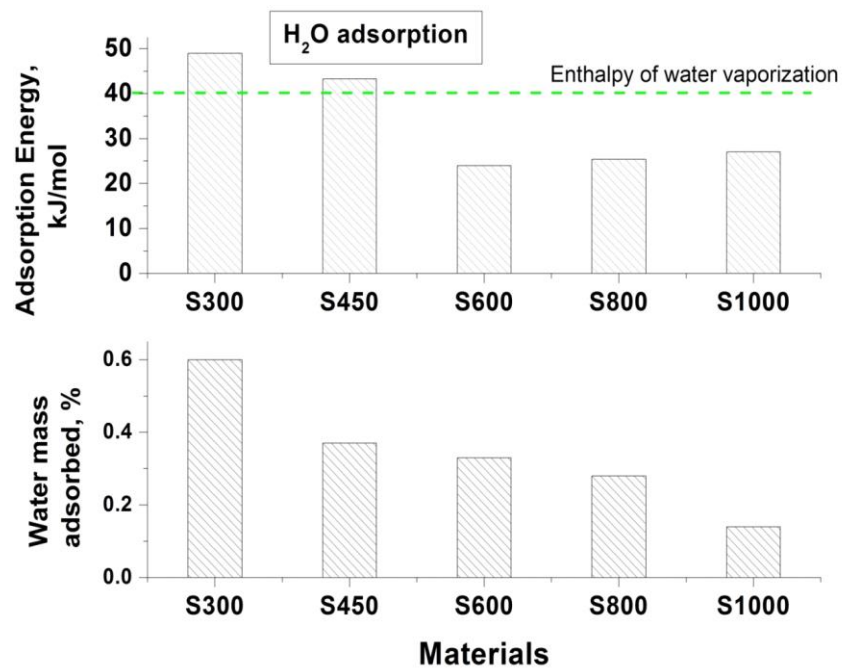 H₂O adsorption
Enthalpy of water vaporization
Adsorption Energy,
kJ/mol
50
40
30
20
10
0
S300 S450 S600 S800 S1000
Water mass
adsorbed, %
0.6
0.4
0.2
0.0
S300 S450 S600 S800 S1000
Materials